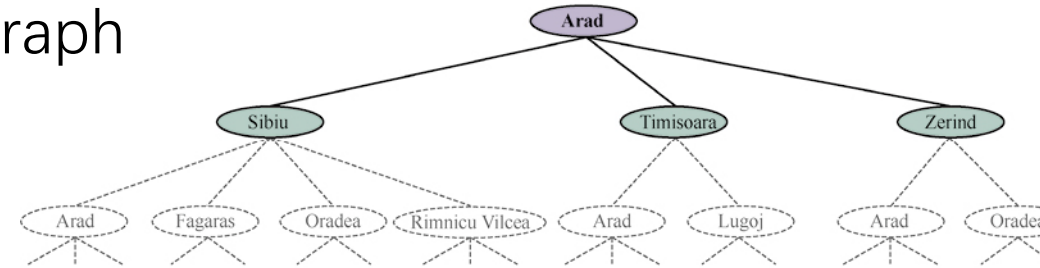 raph
Arad
Sibiu Timisoara Zerind
Arad Fagaras Oradea Rimnicu Vilcea Arad Lugoj Arad Oradea